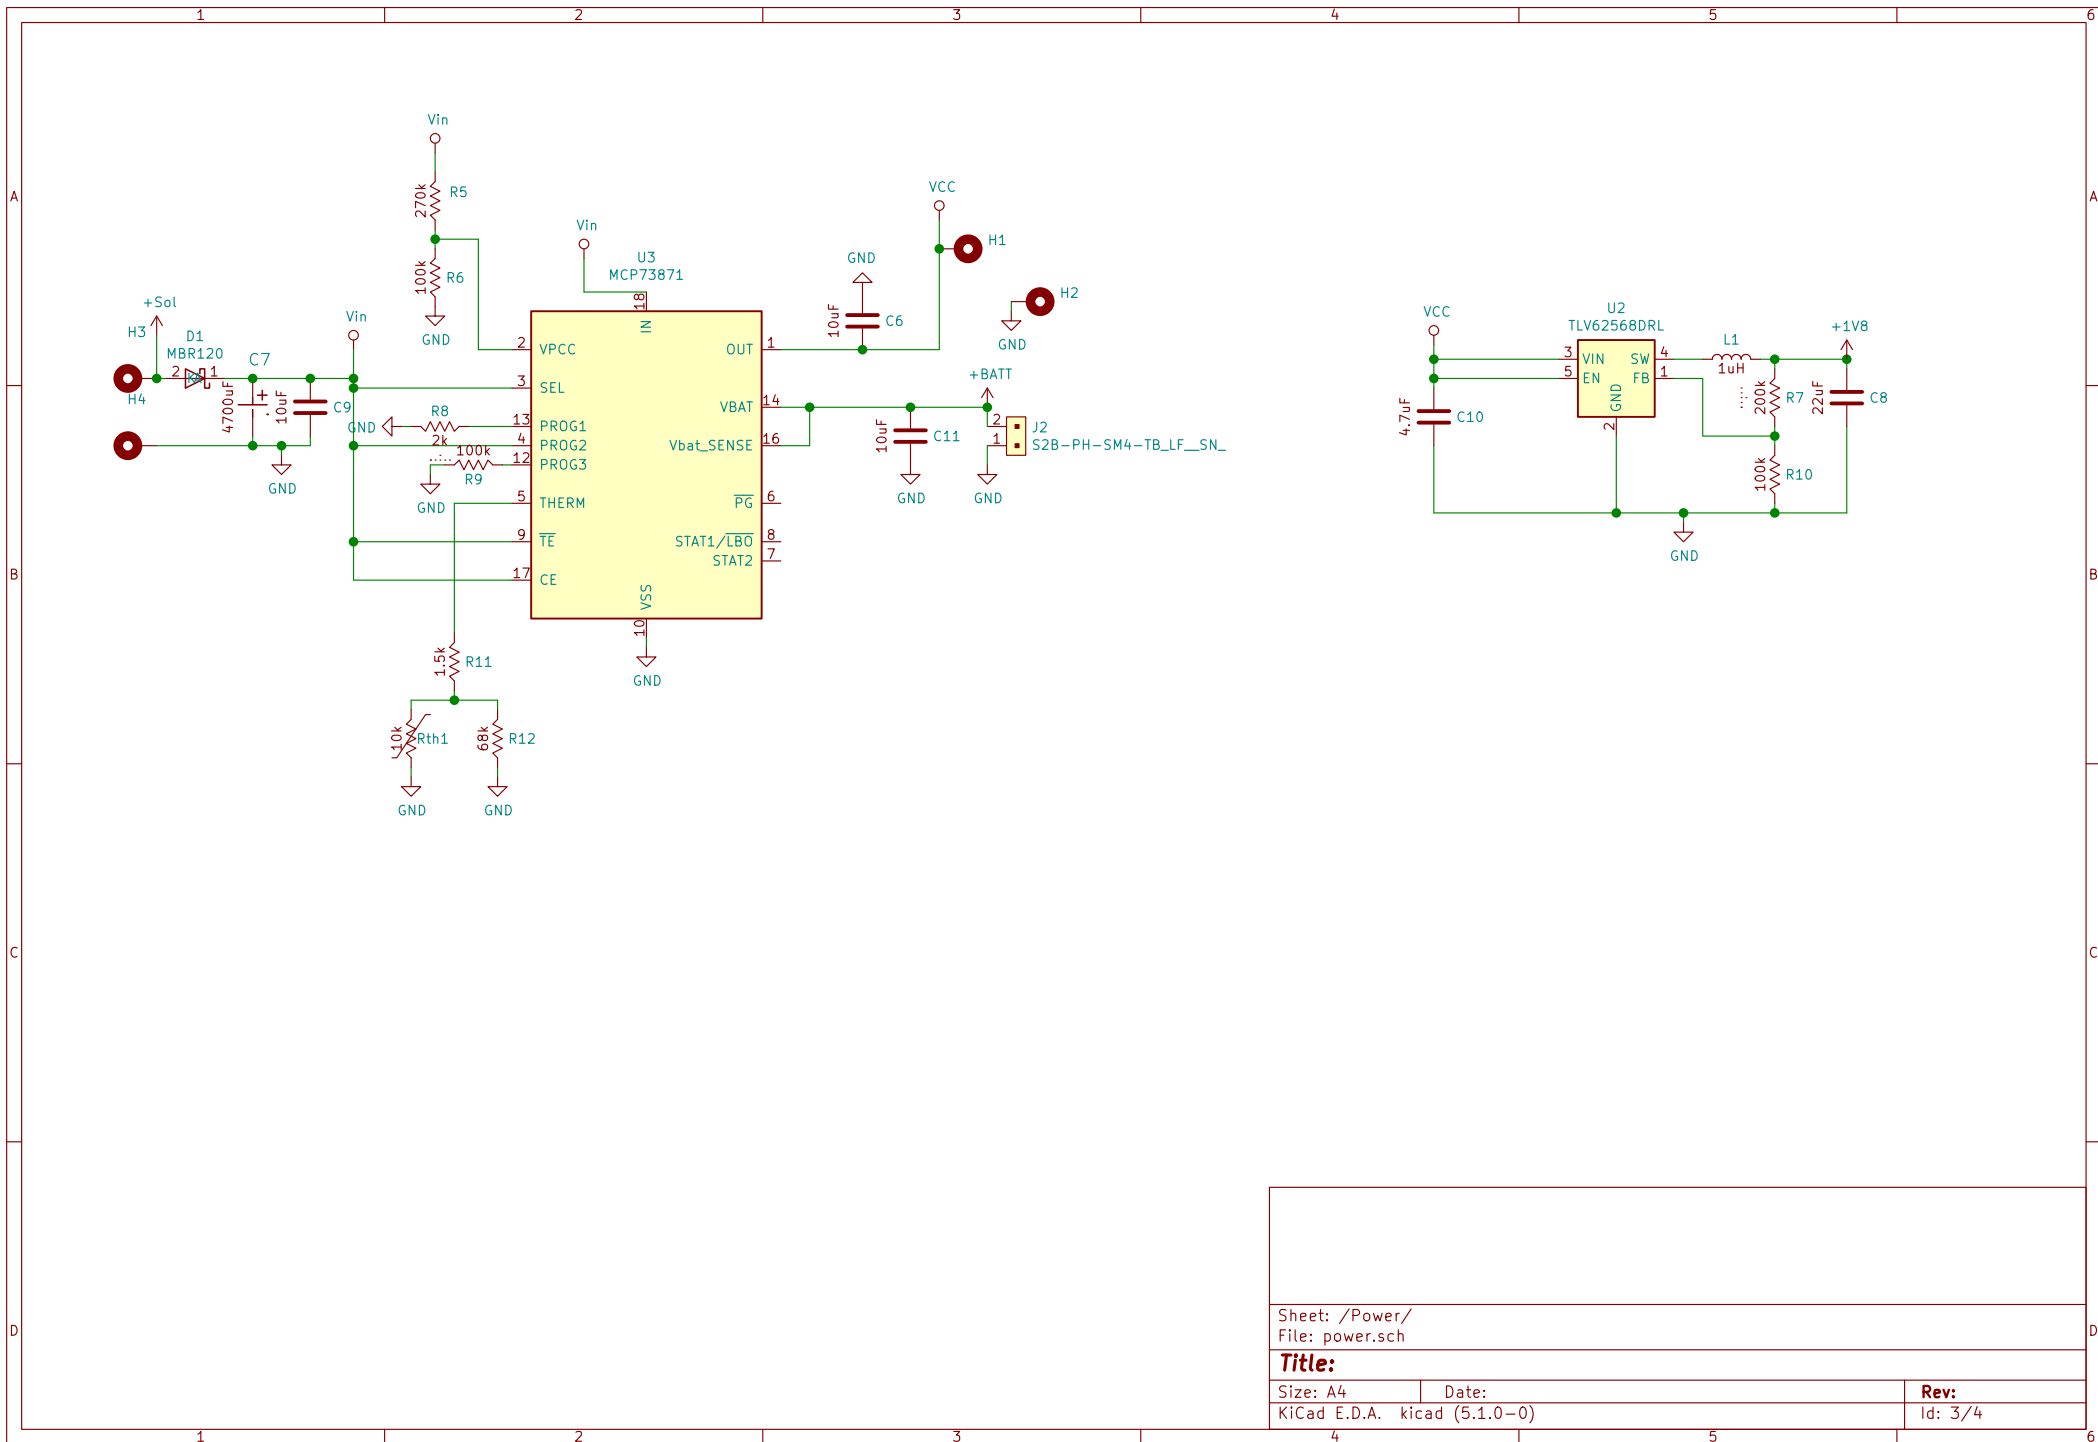 1 2 3 4 5 6
A A
B B
C C
D D
Vin
270k R5
100k R6
GND
Vin
U3
MCP73871
18
IN
2 VPCC
3 SEL
13 PROG1
4 PROG2
12 PROG3
5 THERM
9 TE
17 CE
OUT 1
VBAT 14
Vbat_SENSE 16
PG 6
STAT1/LBO 8
STAT2 7
VSS
10
GND
+Sol
H3
H4
D1
MBR120
2 1
C7
4700uF
10uF C9
Vin
GND
GND R8
2k
100k
R9
GND
1.5k R11
10k Rth1
68k R12
GND GND
VCC
H1
GND
10uF C6
H2
GND
+BATT
10uF C11
2
1
J2
S2B-PH-SM4-TB_LF__SN_
GND GND
VCC
4.7uF C10
U2
TLV62568DRL
3 VIN SW 4
5 EN FB 1
GND
2
L1
1uH
+1V8
200k R7
22uF C8
100k R10
GND
Sheet: /Power/
File: power.sch
Title:
Size: A4 Date: Rev:
KiCad E.D.A. kicad (5.1.0-0) Id: 3/4
1 2 3 4 5 6